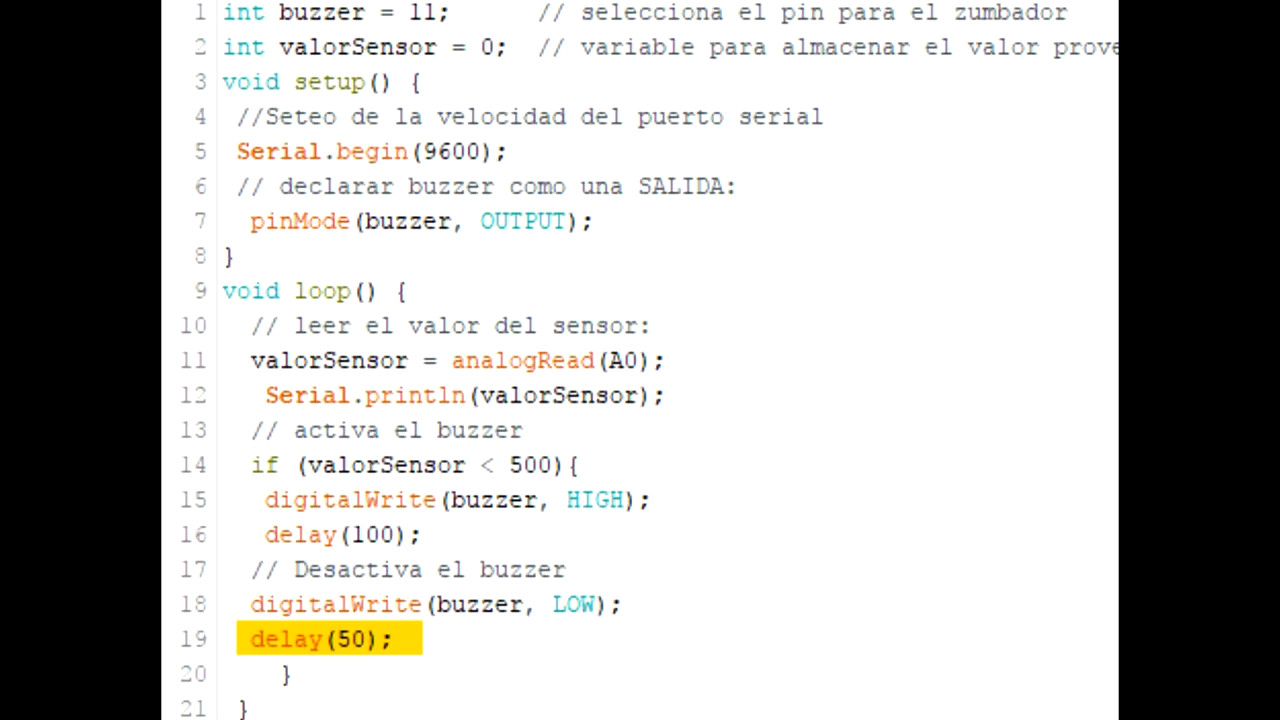 1 int buzzer = 11; // selecciona el pin para el zumbador
2 int valorSensor = 0; // variable para almacenar el valor prove
3 void setup() {
4 //Seteo de la velocidad del puerto serial
5 Serial.begin(9600);
6 // declarar buzzer como una SALIDA:
7 pinMode(buzzer, OUTPUT);
8 }
9 void loop() {
10 // leer el valor del sensor:
11 valorSensor = analogRead(A0);
12 Serial.println(valorSensor);
13 // activa el buzzer
14 if (valorSensor < 500){
15 digitalWrite(buzzer, HIGH);
16 delay(100);
17 // Desactiva el buzzer
18 digitalWrite(buzzer, LOW);
19 delay(50);
20 }
21 }